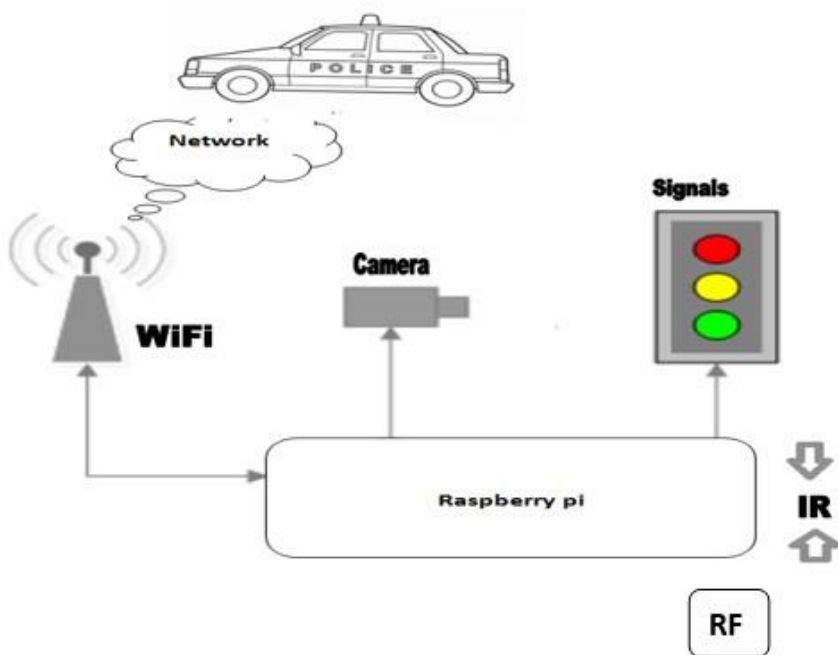 POLICE
Network
Signals
Camera
WiFi
Raspberry pi
IR
RF